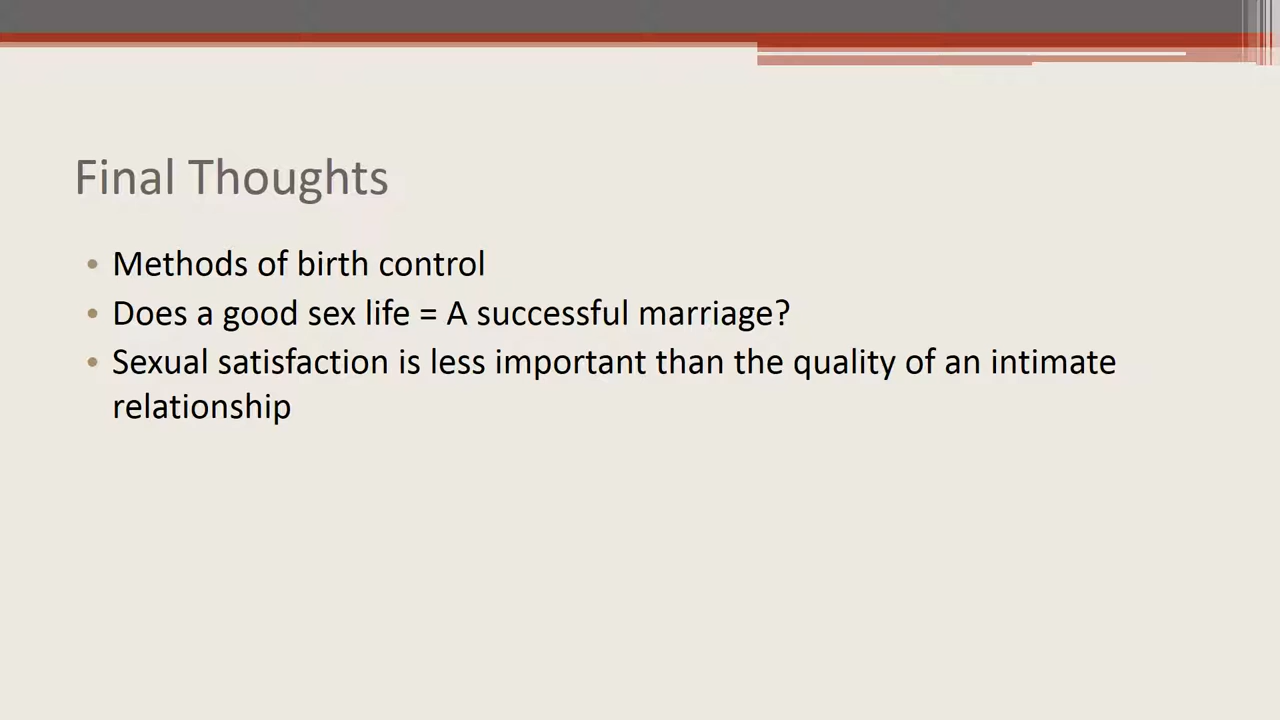 Final Thoughts
• Methods of birth control
• Does a good sex life = A successful marriage?
• Sexual satisfaction is less important than the quality of an intimate
relationship